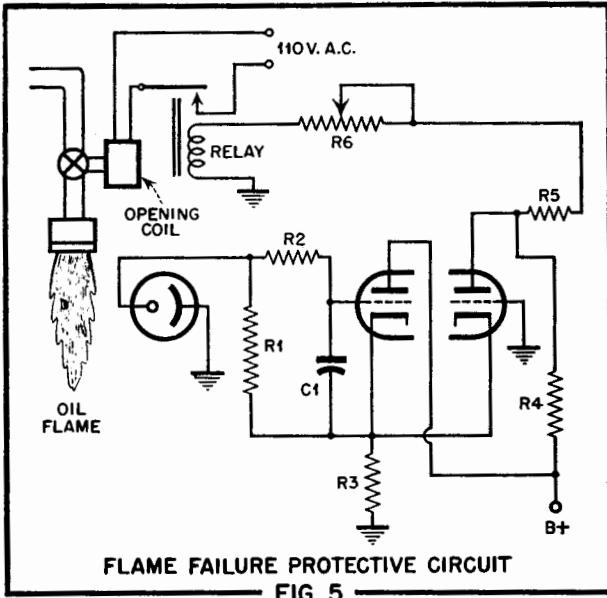 110 V. A.C.
RELAY
R6
OPENING
COIL
R5
R2
R1
C1
R4
OIL
FLAME
R3
B+
FLAME FAILURE PROTECTIVE CIRCUIT
FIG. 5